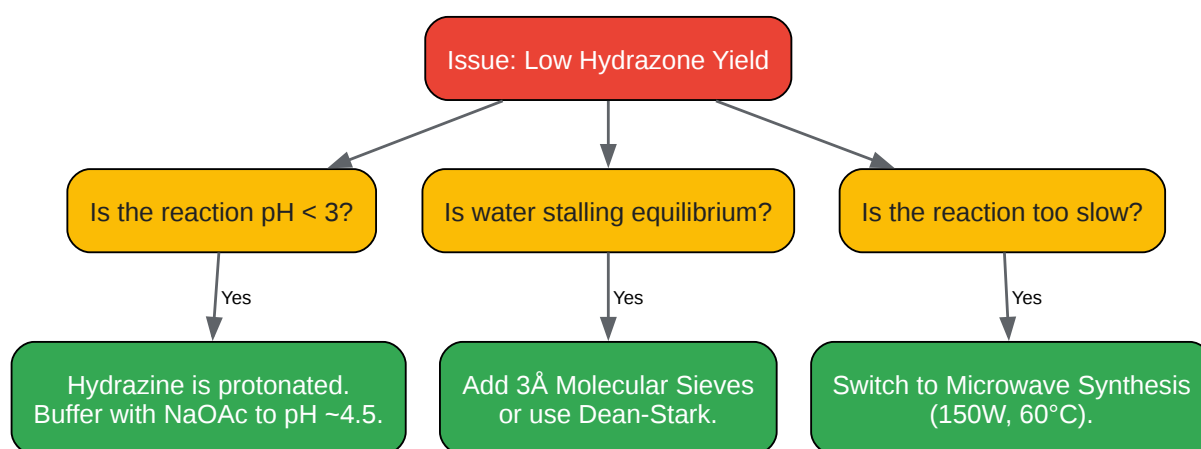 Issue: Low Hydrazone Yield
Is the reaction pH < 3?
Is water stalling equilibrium?
Is the reaction too slow?
Yes
Yes
Yes
Hydrazine is protonated.
Buffer with NaOAc to pH ~4.5.
Add 3Å Molecular Sieves
or use Dean-Stark.
Switch to Microwave Synthesis
(150W, 60°C).